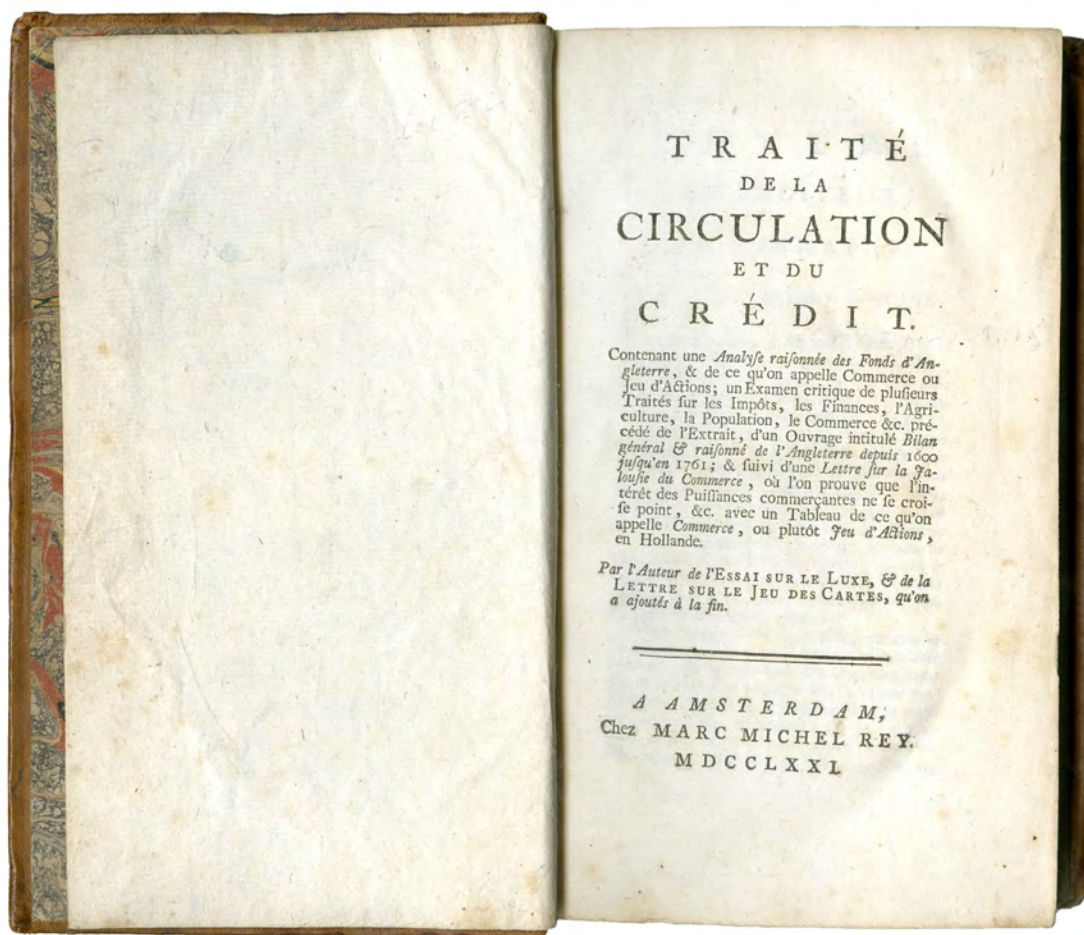 TRAITÉ
DE LA
CIRCULATION
ET DU
CRÉDIT.
Contenant une Analyſe raiſonnée des Fonds d'An-
gleterre, & de ce qu'on appelle Commerce ou
Jeu d'Actions; un Examen critique de pluſieurs
Traités ſur les Impôts, les Finances, l'Agri-
culture, la Population, le Commerce &c. pré-
cédé de l'Extrait, d'un Ouvrage intitulé Bilan
général & raiſonné de l'Angleterre depuis 1600
juſqu'en 1761; & ſuivi d'une Lettre ſur la Ja-
louſie du Commerce, où l'on prouve que l'in-
térêt des Puiſſances commerçantes ne ſe croi-
ſe point, &c. avec un Tableau de ce qu'on
appelle Commerce, ou plutôt Jeu d'Actions,
en Hollande.
Par l'Auteur de l'ESSAI SUR LE LUXE, & de la
LETTRE SUR LE JEU DES CARTES, qu'on
a ajoutés à la fin.
A AMSTERDAM,
Chez MARC MICHEL REY.
MDCCLXXI.